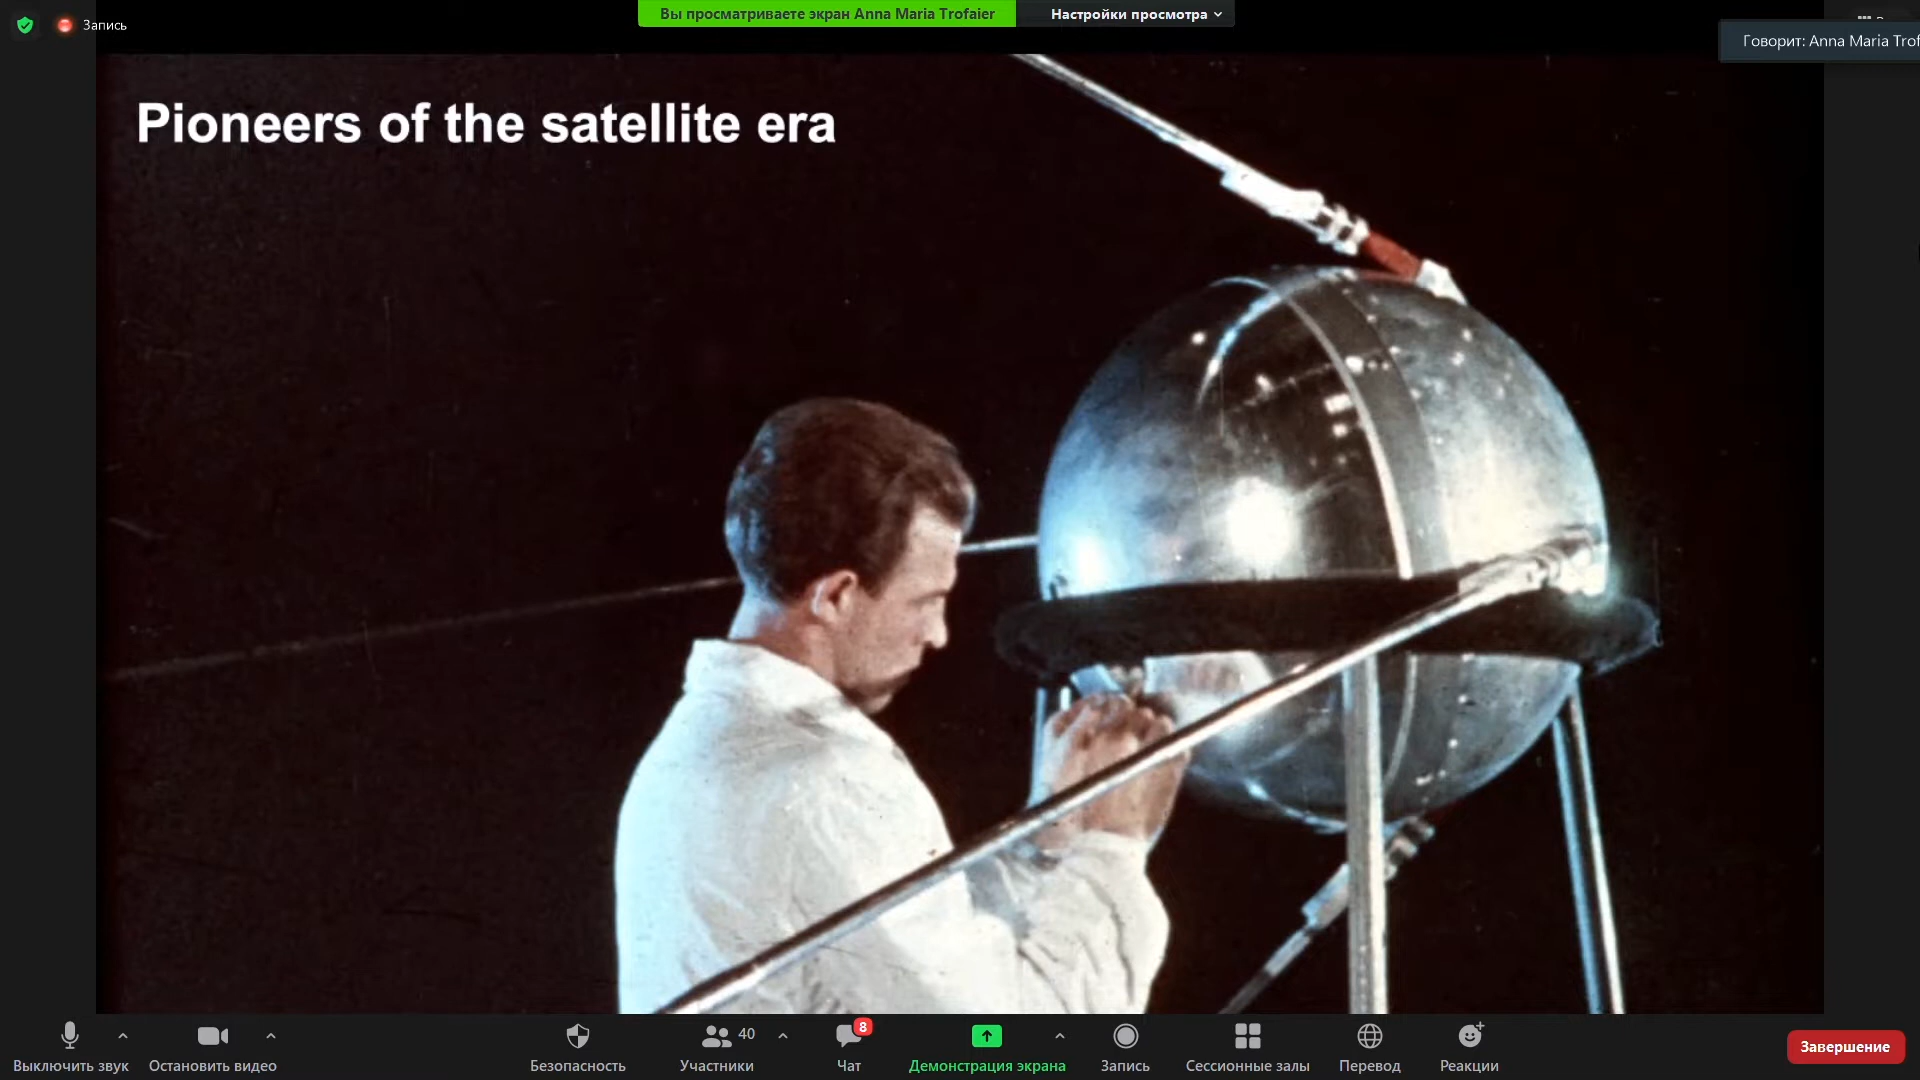 Запись
Вы просматриваете экран Anna Maria Trofaier
Настройки просмотра
Говорит: Anna Maria Trof
Pioneers of the satellite era
40
8
Выключить звук
Остановить видео
Безопасность
Участники
Чат
Демонстрация экрана
Запись
Сессионные залы
Перевод
Реакции
Завершение